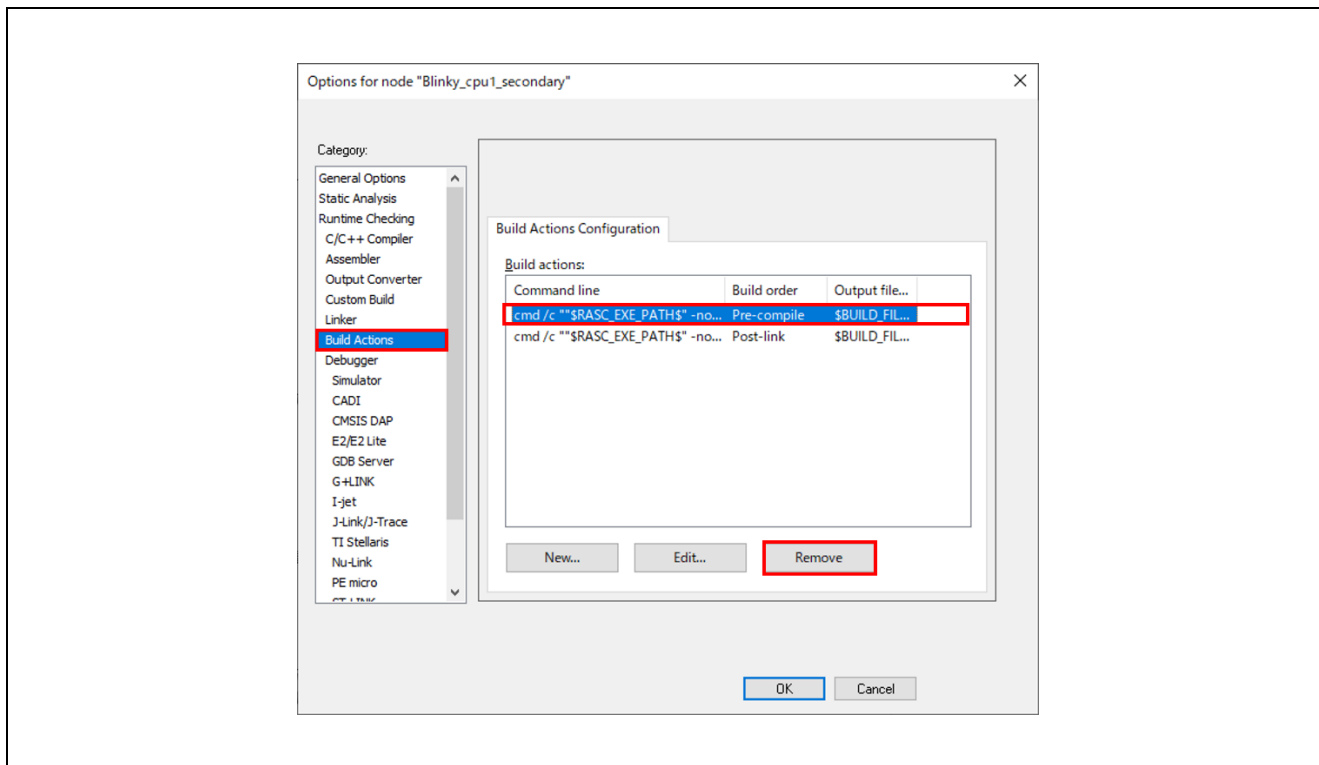 Options for node "Blinky_cpu1_secondary"
Category:
General Options
Static Analysis
Runtime Checking
C/C++ Compiler
Assembler
Output Converter
Custom Build
Linker
Build Actions
Debugger
Simulator
CADI
CMSIS DAP
E2/E2 Lite
GDB Server
G+LINK
I-jet
J-Link/J-Trace
TI Stellaris
Nu-Link
PE micro
Build Actions Configuration
Build actions:
Command line Build order Output file...
cmd /c ""$RASC_EXE_PATH$" -no... Pre-compile $BUILD_FIL...
cmd /c ""$RASC_EXE_PATH$" -no... Post-link $BUILD_FIL...
New... Edit... Remove
OK Cancel